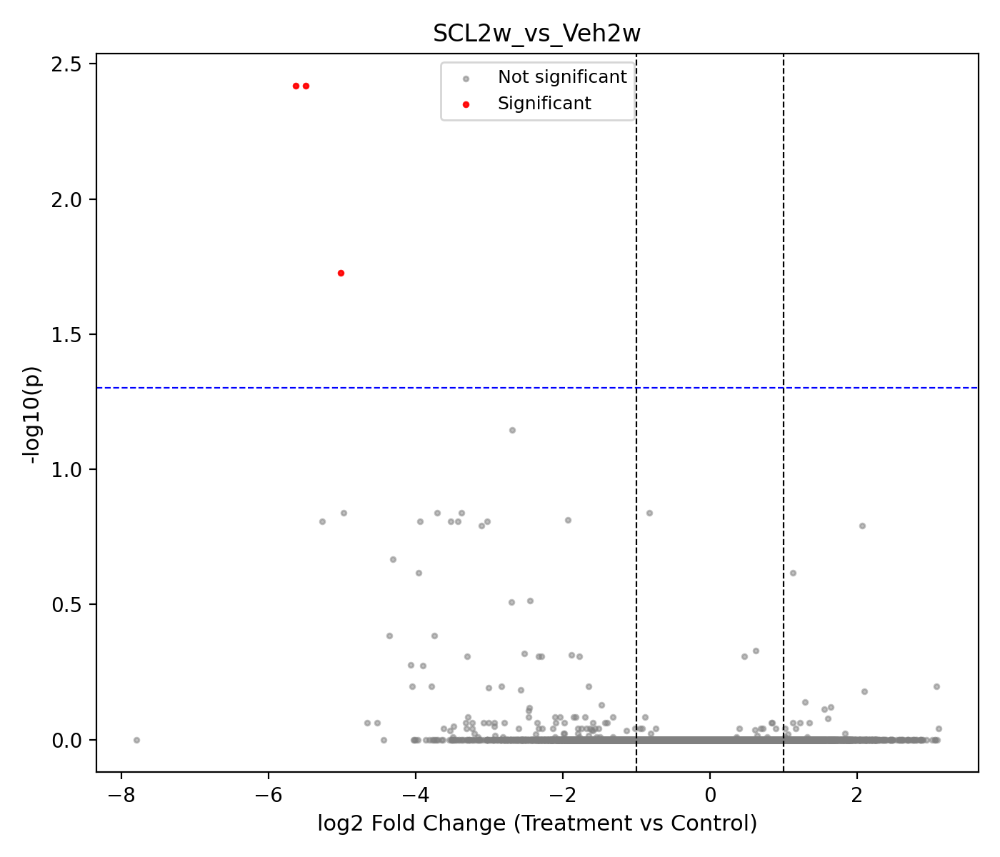 SCL2w_vs_Veh2w
Not significant
Significant
2.5
2.0
1.5
1.0
0.5
0.0
-log10(p)
−8 −6 −4 −2 0 2
log2 Fold Change (Treatment vs Control)